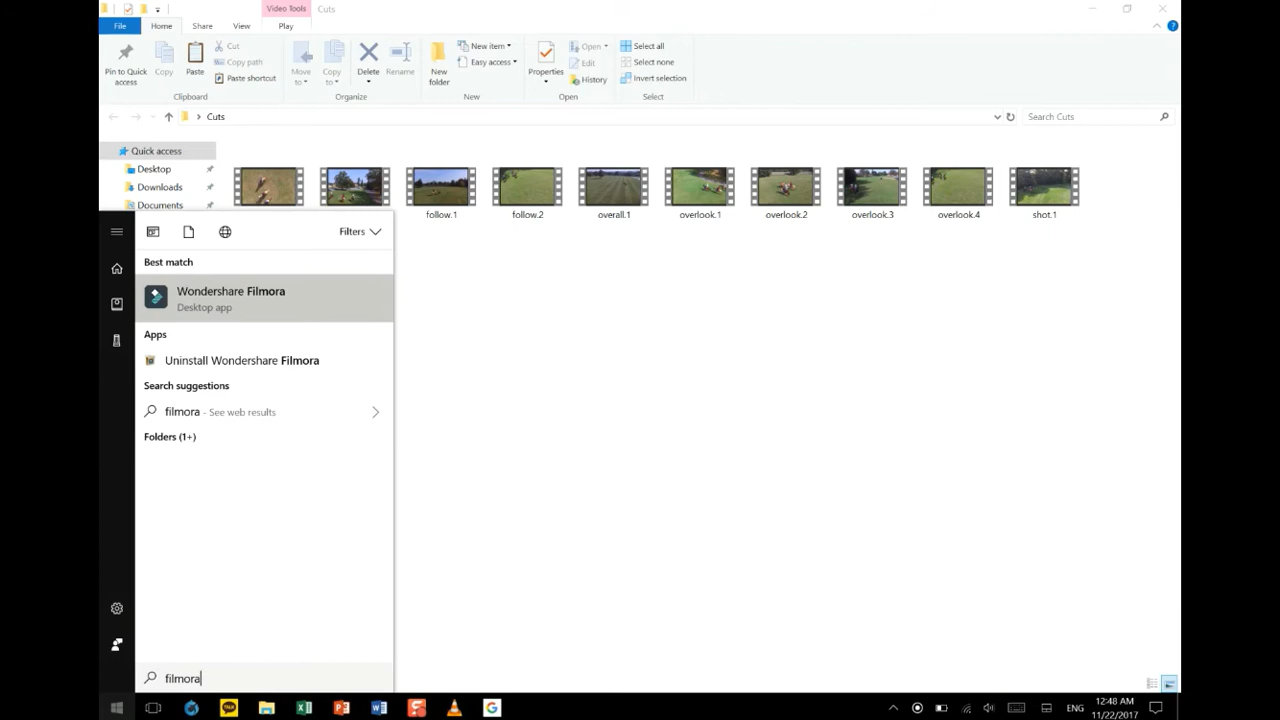 Video Tools Cuts
File Home Share View Play
Pin to Quick access
Copy
Paste
Cut
Copy path
Paste shortcut
Clipboard
Move to
Copy to
Delete
Rename
Organize
New folder
New item
Easy access
New
Properties
Open
Edit
History
Open
Select all
Select none
Invert selection
Select
Cuts
Search Cuts
Quick access
Desktop
Downloads
Documents
follow.1 follow.2 overall.1 overlook.1 overlook.2 overlook.3 overlook.4 shot.1
Filters
Best match
Wondershare Filmora
Desktop app
Apps
Uninstall Wondershare Filmora
Search suggestions
filmora - See web results
Folders (1+)
filmora
TALK
ENG
12:48 AM
11/22/2017